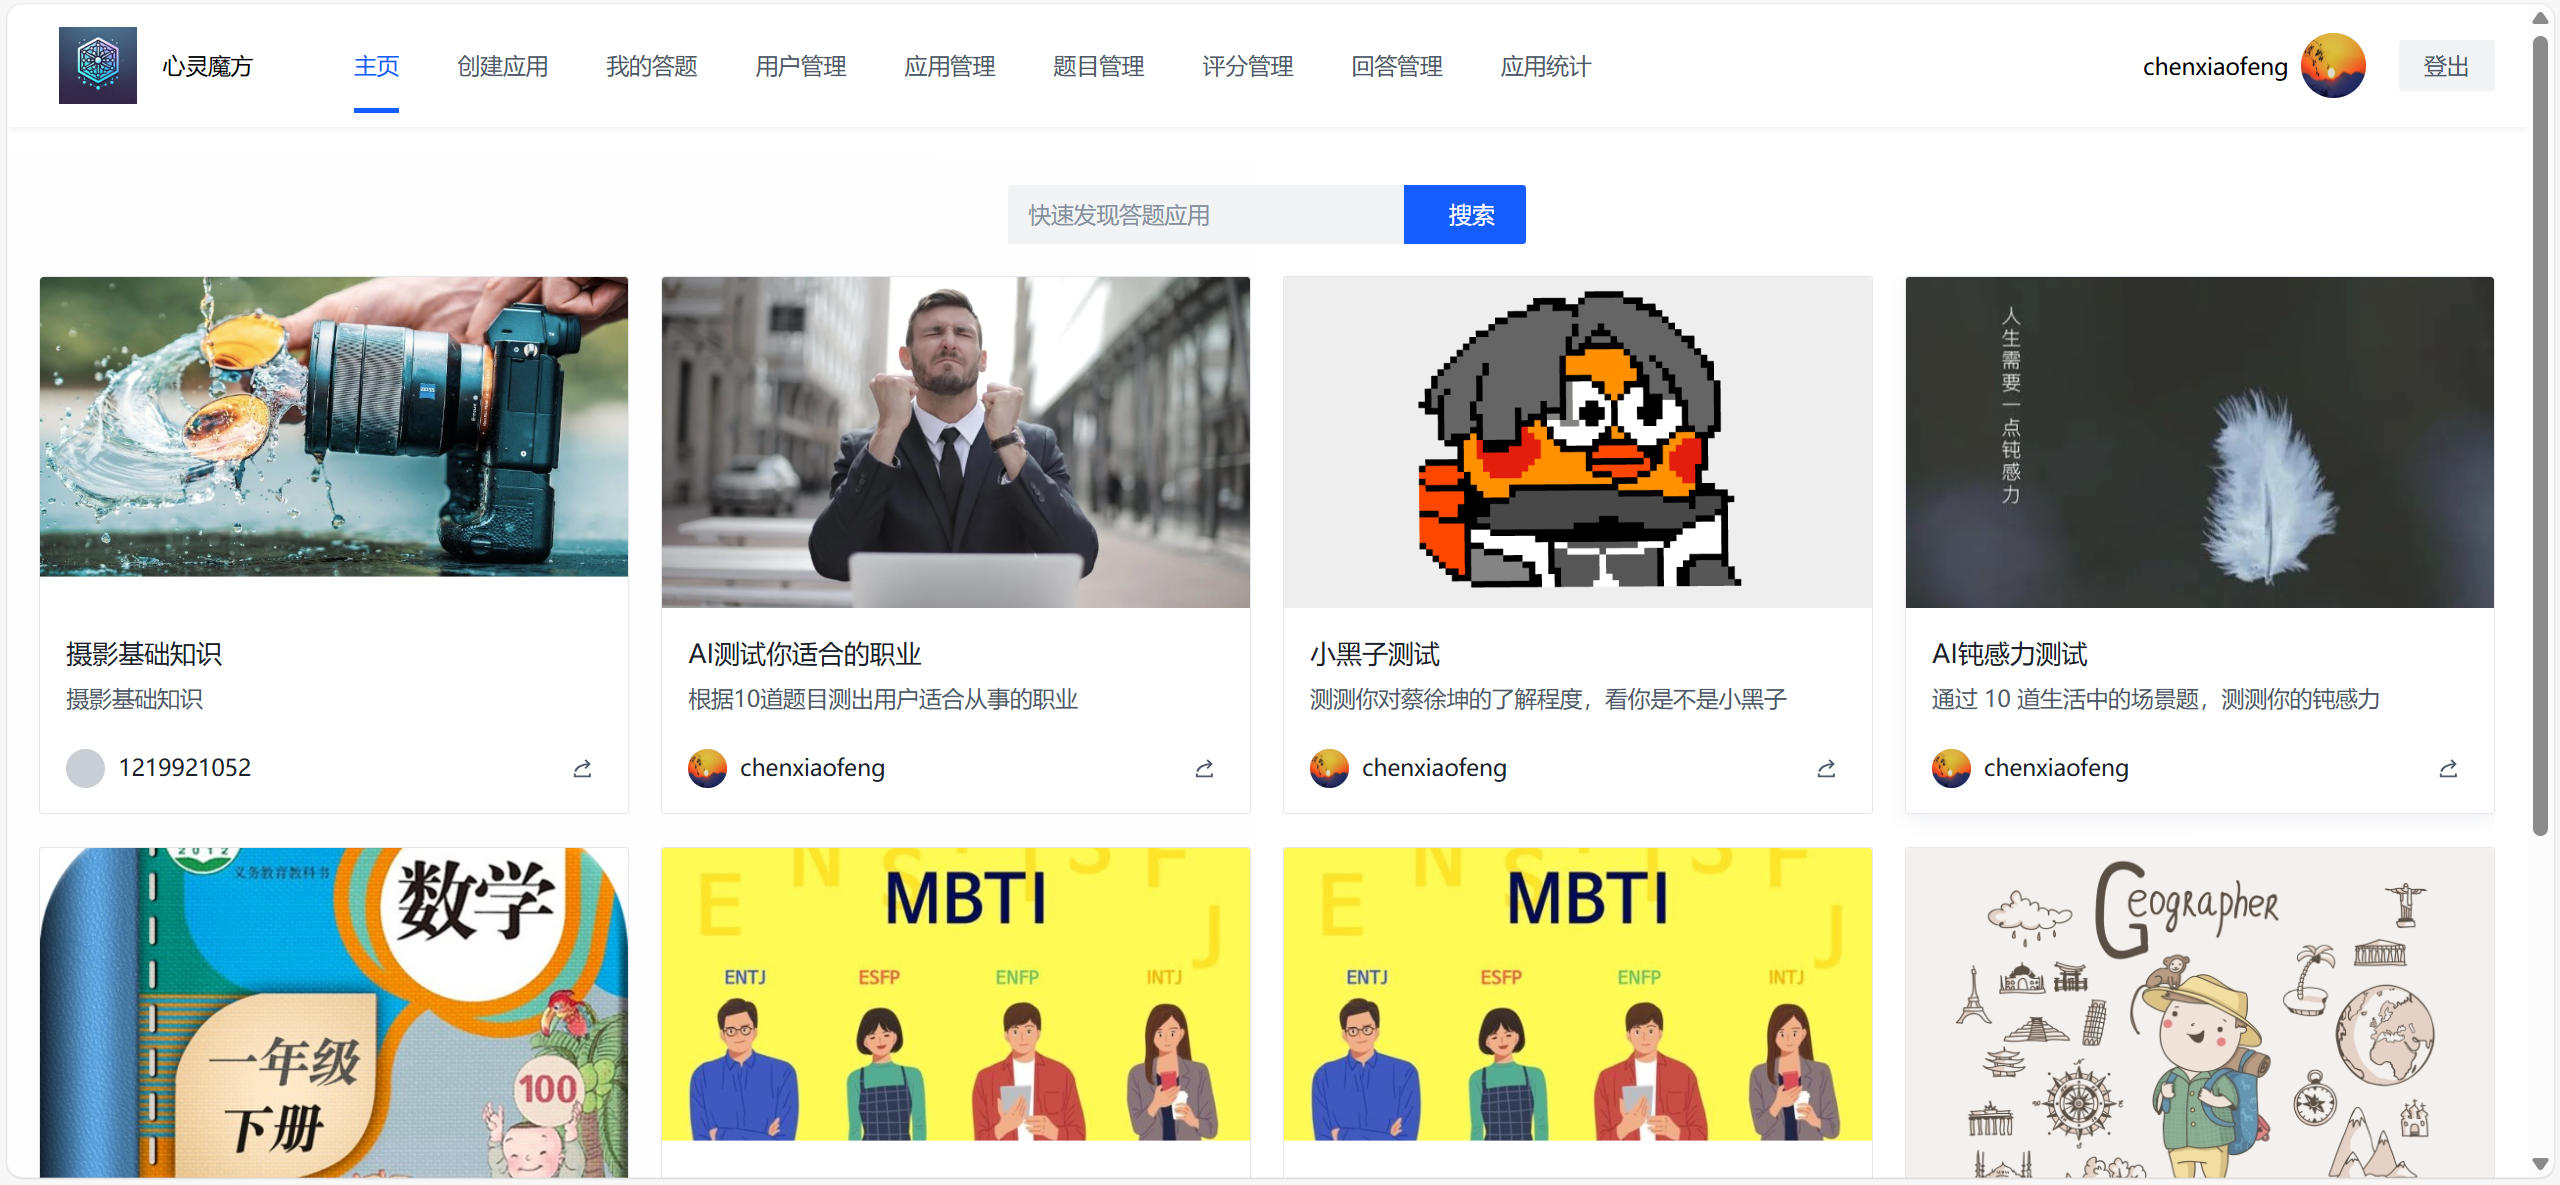 心灵魔方
主页
创建应用
我的答题
用户管理
应用管理
题目管理
评分管理
回答管理
应用统计
chenxiaofeng
登出
快速发现答题应用
搜索
ZEISS
人生需要一点钝感力
摄影基础知识
摄影基础知识
1219921052
AI测试你适合的职业
根据10道题目测出用户适合从事的职业
chenxiaofeng
小黑子测试
测测你对蔡徐坤的了解程度，看你是不是小黑子
chenxiaofeng
AI钝感力测试
通过 10 道生活中的场景题，测测你的钝感力
chenxiaofeng
2012
义务教育教科书
数学
一年级
下册
100
E N S T I S F J
MBTI
ENTJ ESFP ENFP INTJ
E N S T I S F J
MBTI
ENTJ ESFP ENFP INTJ
Geographer